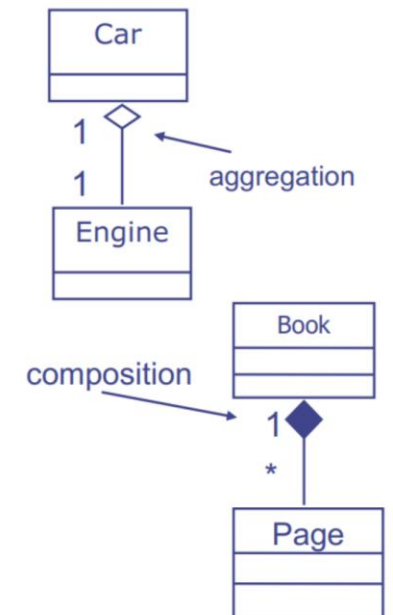 Car
1
aggregation
1
Engine
Book
composition
1
*
Page